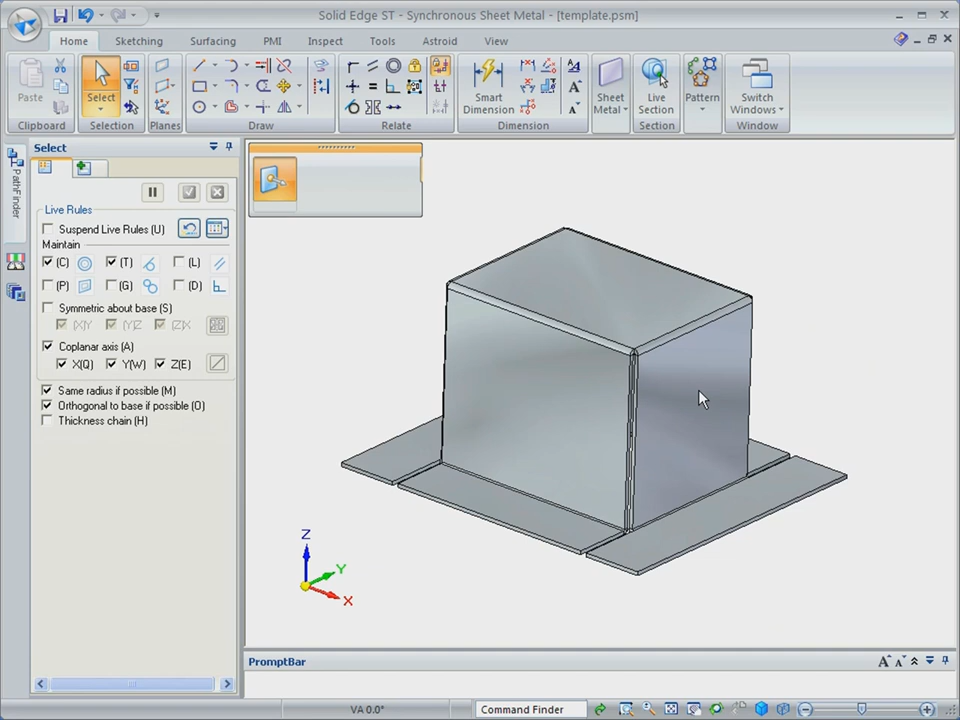 Solid Edge ST - Synchronous Sheet Metal - [template.psm]
Home Sketching Surfacing PMI Inspect Tools Astroid View
Paste
Clipboard
Select
Selection
Planes
Draw
Relate
Smart Dimension
Dimension
Sheet Metal
Live Section
Section
Pattern
Switch Windows
Window
PathFinder
Select
Live Rules
Suspend Live Rules (U)
Maintain
(C) (T) (L)
(P) (G) (D)
Symmetric about base (S)
(X)Y (Y)Z (Z)X
Coplanar axis (A)
X(Q) Y(W) Z(E)
Same radius if possible (M)
Orthogonal to base if possible (O)
Thickness chain (H)
Z
Y
X
PromptBar
VA 0.0°
Command Finder